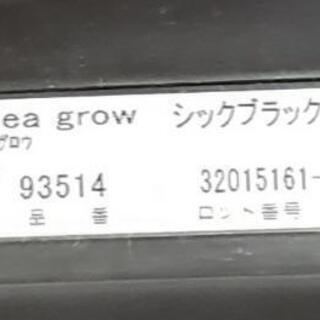 ea grow シックブラック
グロウ
93514 32015161-
品 番 ロット番号